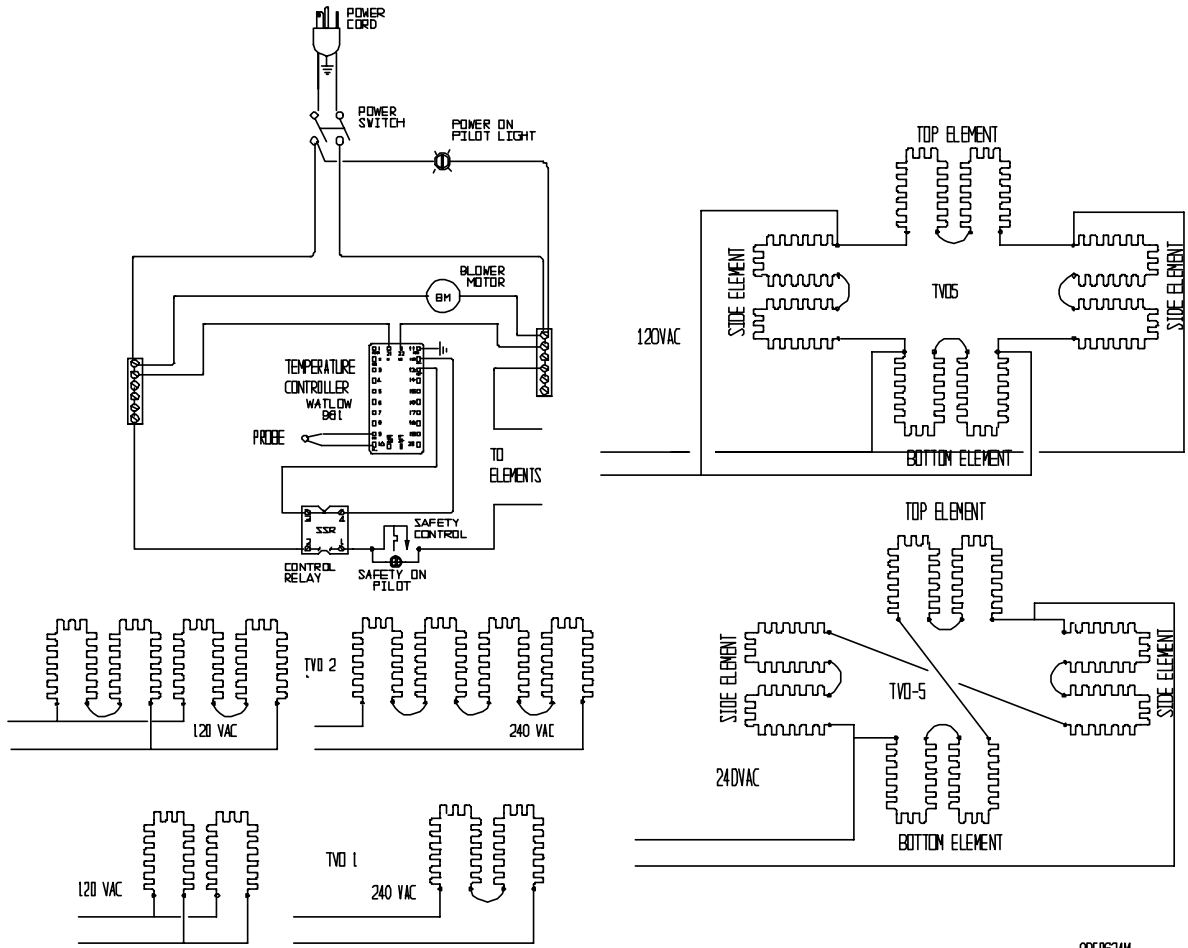 POWER
CORD
POWER
SWITCH
POWER ON
PILOT LIGHT
BLOWER
MOTOR
BM
TEMPERATURE
CONTROLLER
WATLOW
981
PROBE
TO
ELEMENTS
SSR
CONTROL
RELAY
SAFETY
CONTROL
SAFETY ON
PILOT
TOP ELEMENT
SIDE ELEMENT
TVO5
SIDE ELEMENT
120VAC
BOTTOM ELEMENT
TOP ELEMENT
SIDE ELEMENT
TVO-5
SIDE ELEMENT
240VAC
BOTTOM ELEMENT
TVO 2
120 VAC
240 VAC
TVO 1
120 VAC
240 VAC